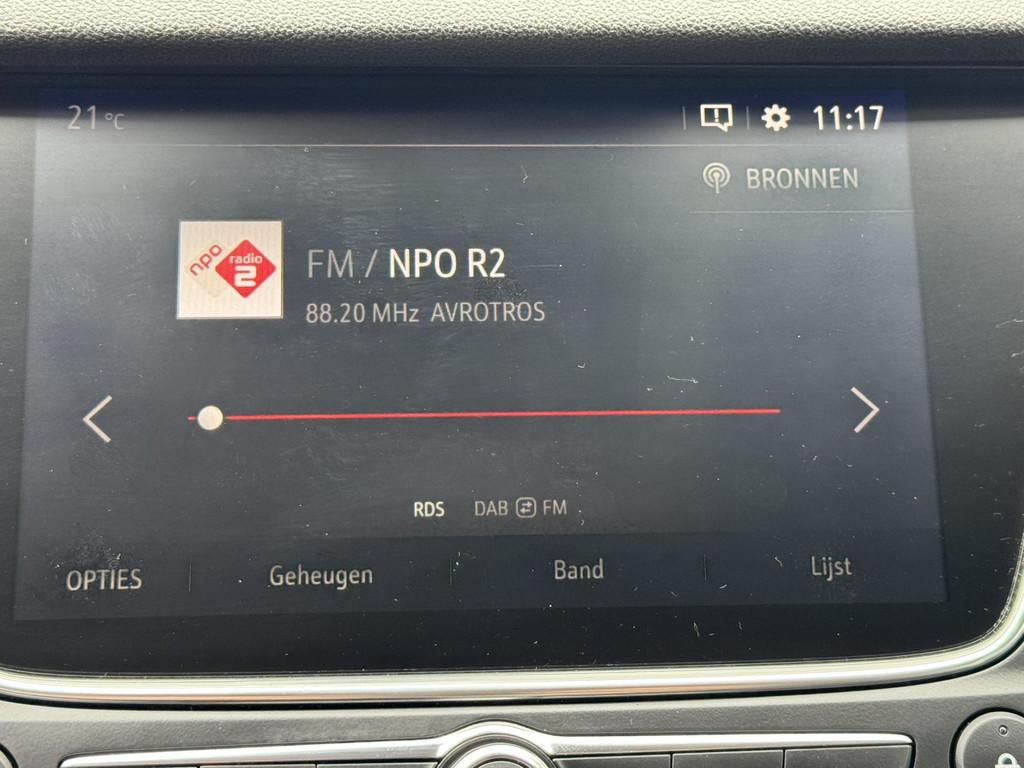 21°C 11:17
BRONNEN
npo radio 2
FM / NPO R2
88.20 MHz AVROTROS
RDS DAB FM
OPTIES Geheugen Band Lijst